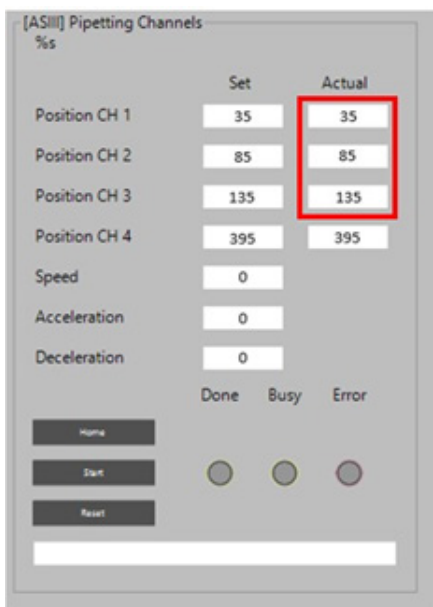 [ASIII] Pipetting Channels
%s
Set Actual
Position CH 1 35 35
Position CH 2 85 85
Position CH 3 135 135
Position CH 4 395 395
Speed 0
Acceleration 0
Deceleration 0
Done Busy Error
Home
Start
Reset